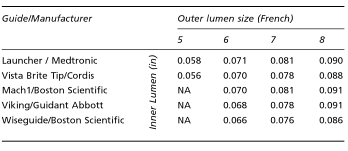 Guide/Manufacturer Outer lumen size (French)
5 6 7 8
Inner Lumen (in)
Launcher / Medtronic 0.058 0.071 0.081 0.090
Vista Brite Tip/Cordis 0.056 0.070 0.078 0.088
Mach1/Boston Scientific NA 0.070 0.081 0.091
Viking/Guidant Abbott NA 0.068 0.078 0.091
Wiseguide/Boston Scientific NA 0.066 0.076 0.086